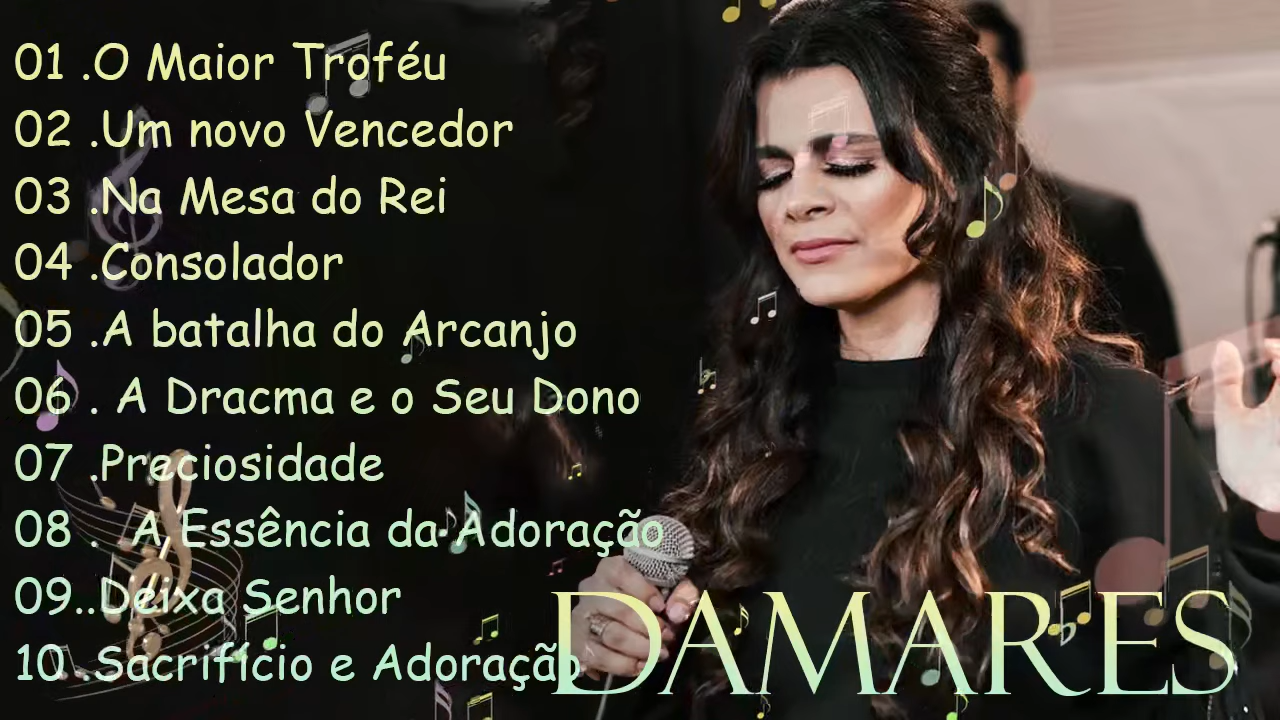 01 .O Maior Troféu
02 .Um novo Vencedor
03 .Na Mesa do Rei
04 .Consolador
05 .A batalha do Arcanjo
06 . A Dracma e o Seu Dono
07 .Preciosidade
08 . A Essência da Adoração
09..Deixa Senhor
10 ..Sacrifício e Adoração
DAMARES